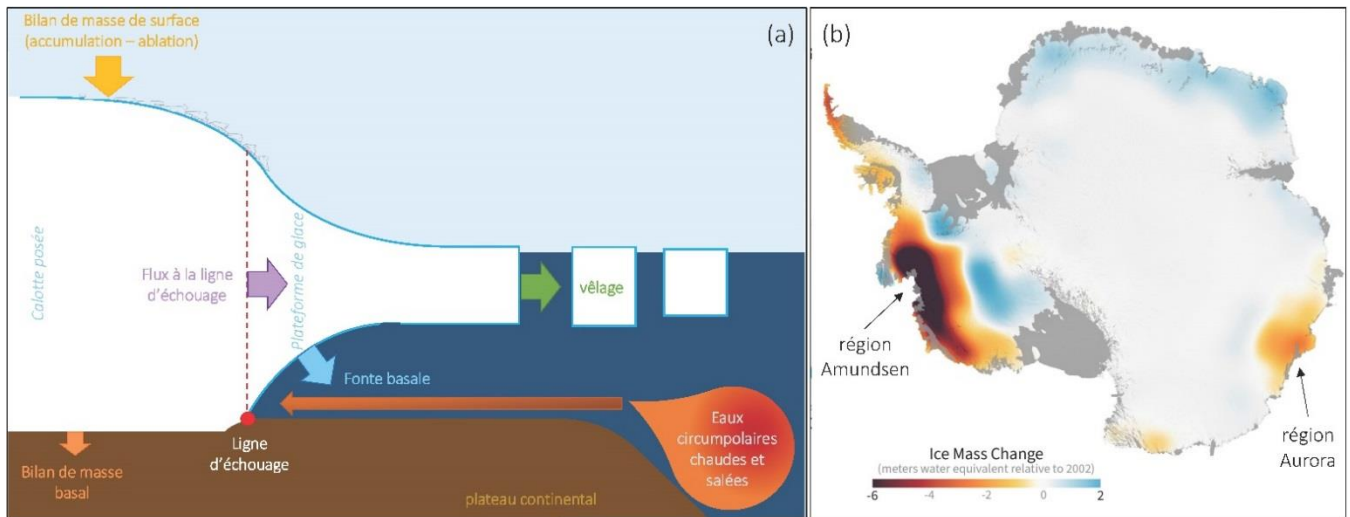 Bilan de masse de surface
(accumulation – ablation)
(a)
Calotte posée
Flux à la ligne
d'échouage
Plateforme de glace
vêlage
Fonte basale
Ligne
d'échouage
Eaux
circumpolaires
chaudes et
salées
Bilan de masse
basal
plateau continental
(b)
région
Amundsen
région
Aurora
Ice Mass Change
(meters water equivalent relative to 2002)
-6 -4 -2 0 2